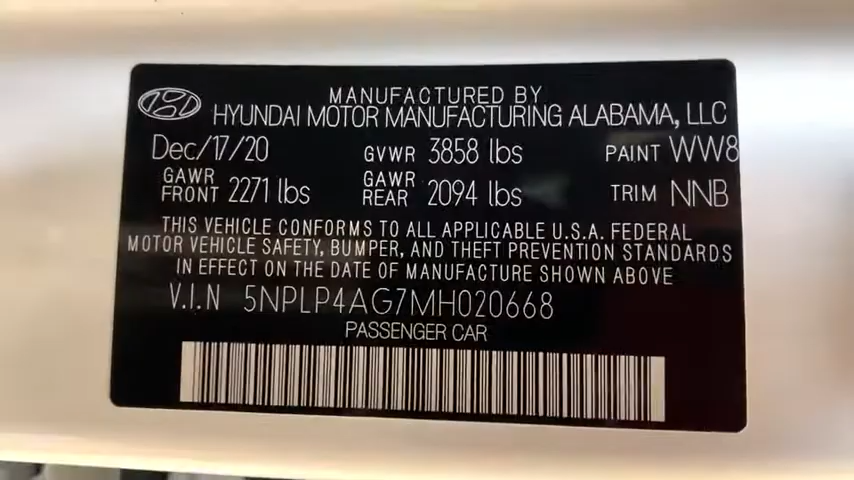 MANUFACTURED BY
HYUNDAI MOTOR MANUFACTURING ALABAMA, LLC
Dec/17/20 GVWR 3858 lbs PAINT WW8
GAWR FRONT 2271 lbs GAWR REAR 2094 lbs TRIM NNB
THIS VEHICLE CONFORMS TO ALL APPLICABLE U.S.A. FEDERAL
MOTOR VEHICLE SAFETY, BUMPER, AND THEFT PREVENTION STANDARDS
IN EFFECT ON THE DATE OF MANUFACTURE SHOWN ABOVE
V.I.N 5NPLP4AG7MH020668
PASSENGER CAR